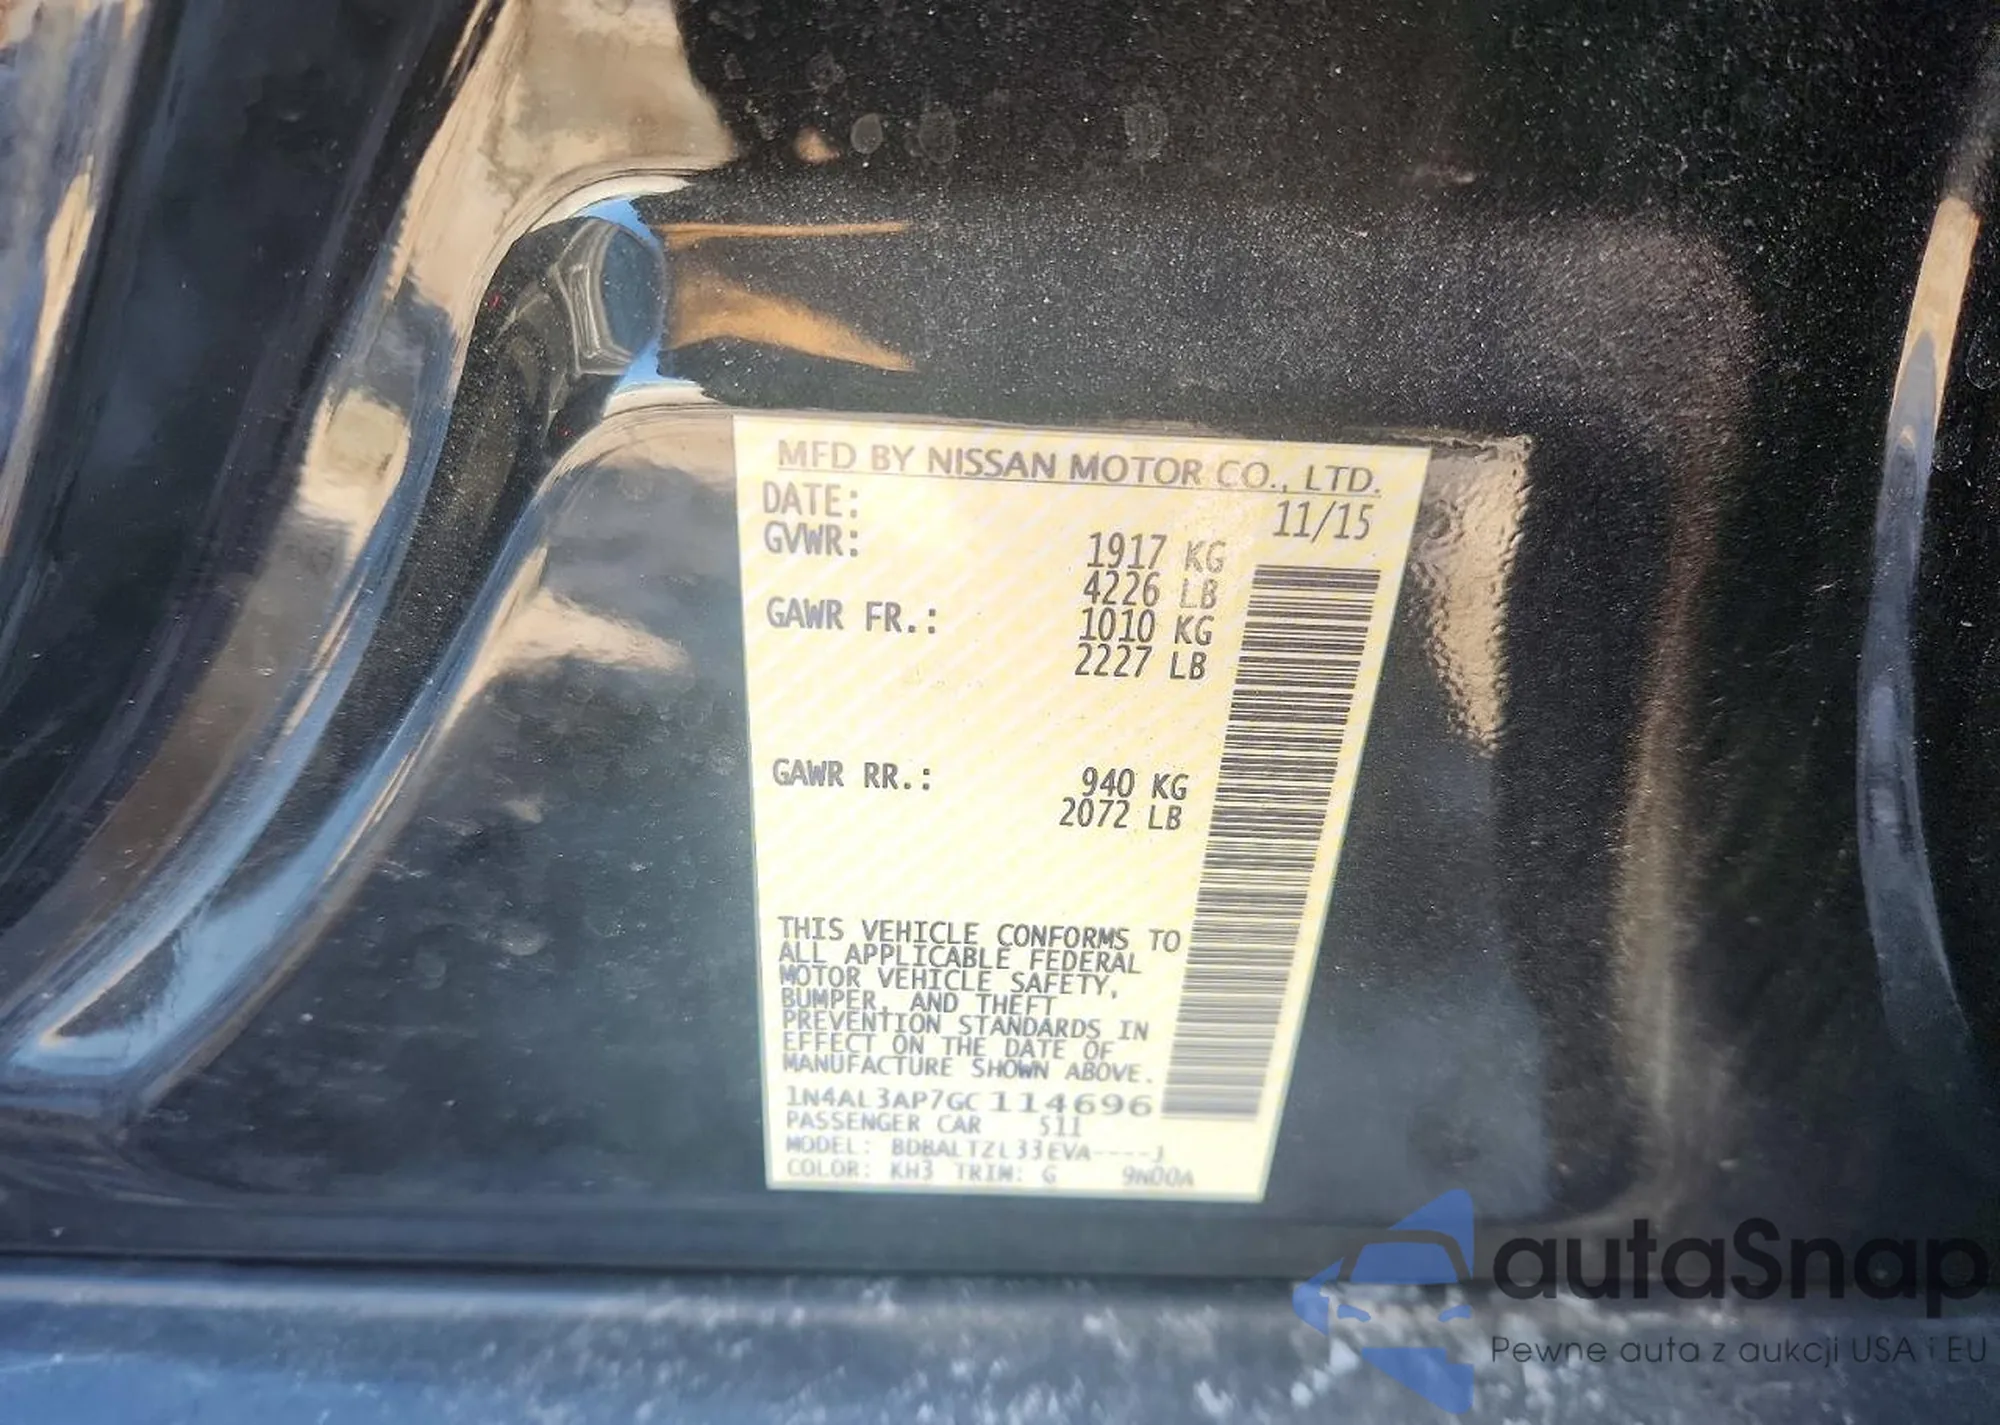 MFD BY NISSAN MOTOR CO., LTD.
DATE: 11/15
GVWR: 1917 KG
4226 LB
GAWR FR.: 1010 KG
2227 LB
GAWR RR.: 940 KG
2072 LB
THIS VEHICLE CONFORMS TO
ALL APPLICABLE FEDERAL
MOTOR VEHICLE SAFETY,
BUMPER, AND THEFT
PREVENTION STANDARDS IN
EFFECT ON THE DATE OF
MANUFACTURE SHOWN ABOVE.
1N4AL3AP7GC114696
PASSENGER CAR 511
MODEL: BDBALTZL33EVA----J
COLOR: KH3 TRIM: G 9N00A
autaSnap
Pewne auta z aukcji USA i EU